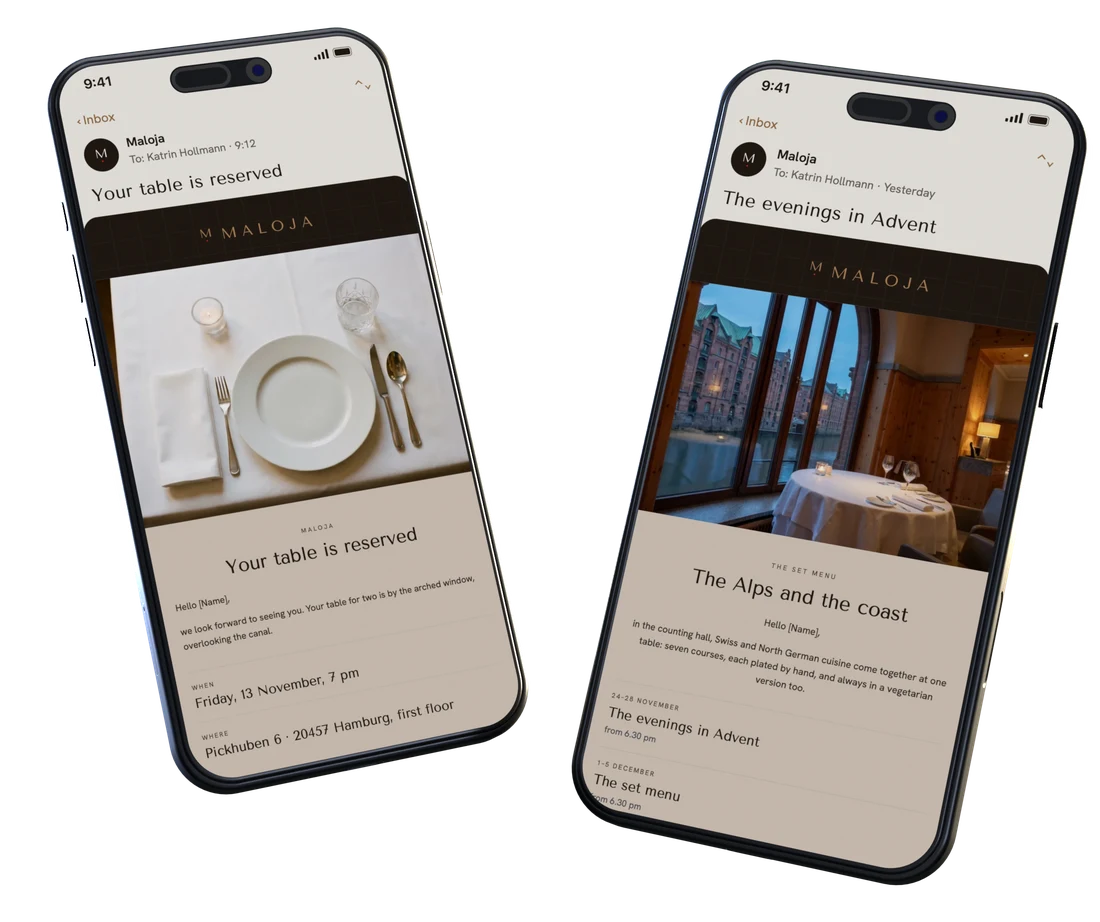 9:41
‹ Inbox
M
Maloja
To: Katrin Hollmann · 9:12
Your table is reserved
M MALOJA
MALOJA
Your table is reserved
Hello [Name],
we look forward to seeing you. Your table for two is by the arched window,
overlooking the canal.
WHEN
Friday, 13 November, 7 pm
WHERE
Pickhuben 6 · 20457 Hamburg, first floor
9:41
‹ Inbox
M
Maloja
To: Katrin Hollmann · Yesterday
The evenings in Advent
M MALOJA
THE SET MENU
The Alps and the coast
Hello [Name],
in the counting hall, Swiss and North German cuisine come together at one
table: seven courses, each plated by hand, and always in a vegetarian
version too.
24-28 NOVEMBER
The evenings in Advent
from 6.30 pm
1-5 DECEMBER
The set menu
from 6.30 pm